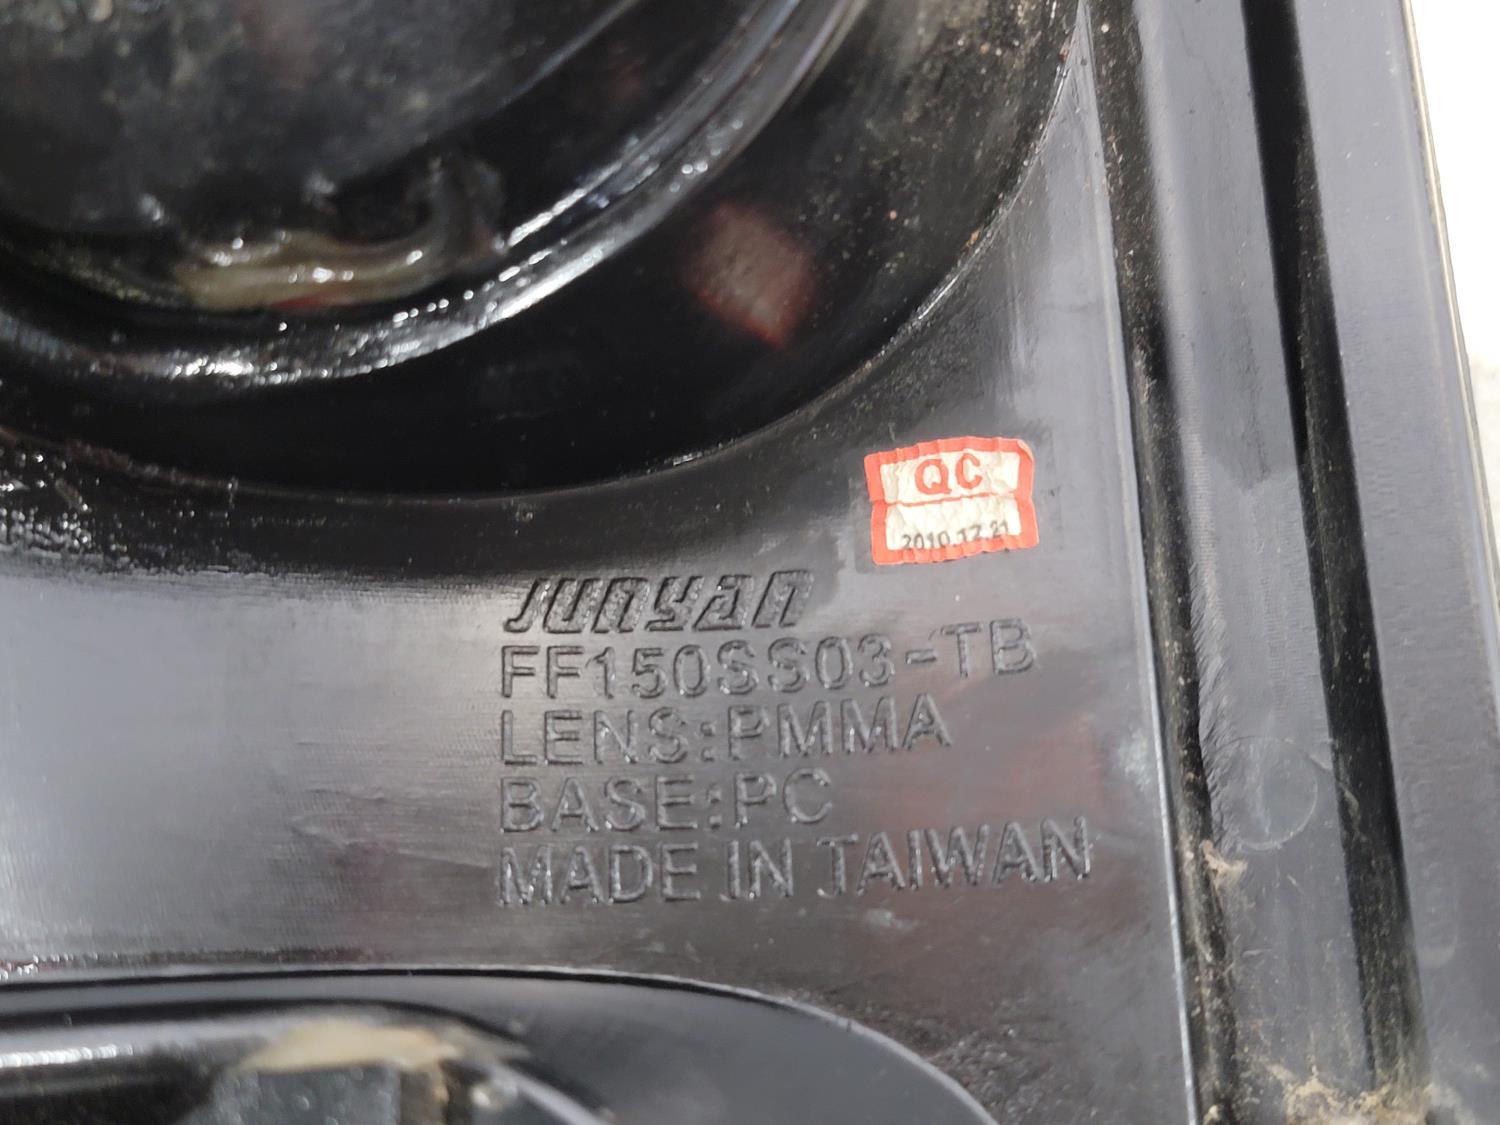 QC
2010.12.21
JUNYAN
FF150SS03-TB
LENS:PMMA
BASE:PC
MADE IN TAIWAN